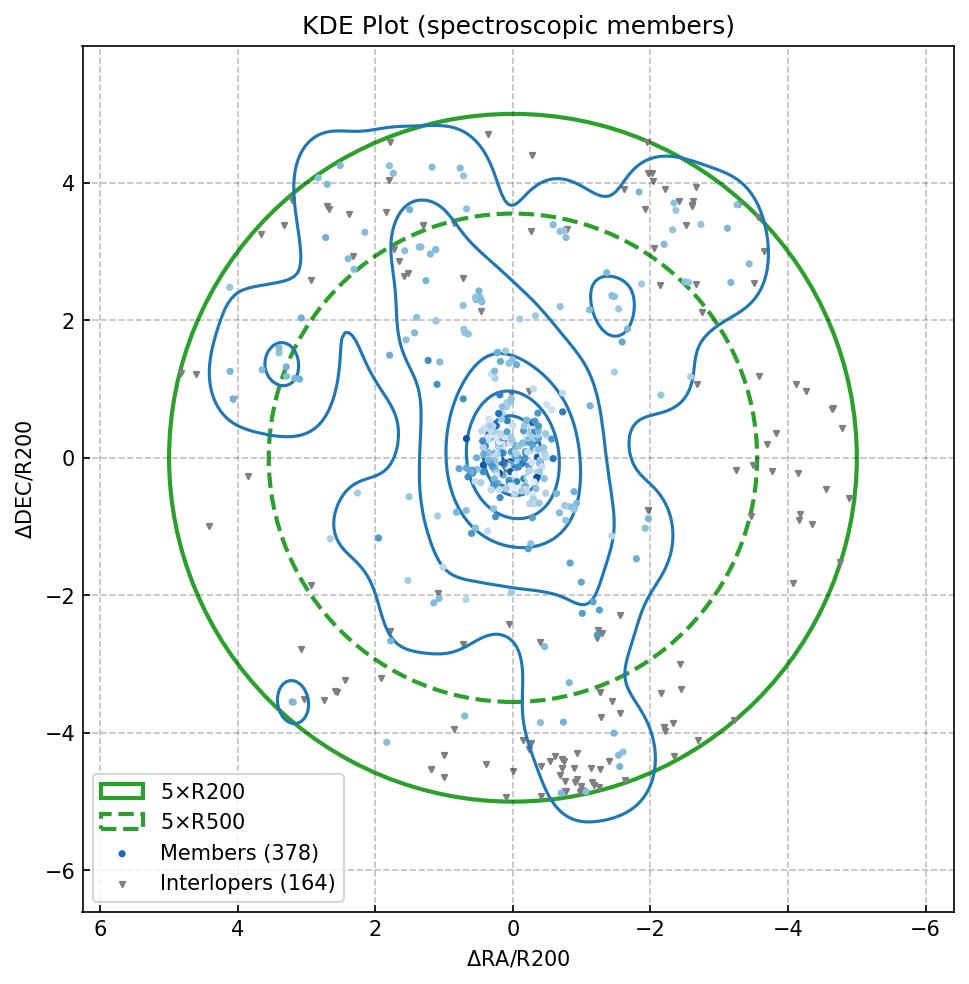 KDE Plot (spectroscopic members)
ΔDEC/R200
4
2
0
−2
−4
−6
5×R200
5×R500
Members (378)
Interlopers (164)
6 4 2 0 −2 −4 −6
ΔRA/R200